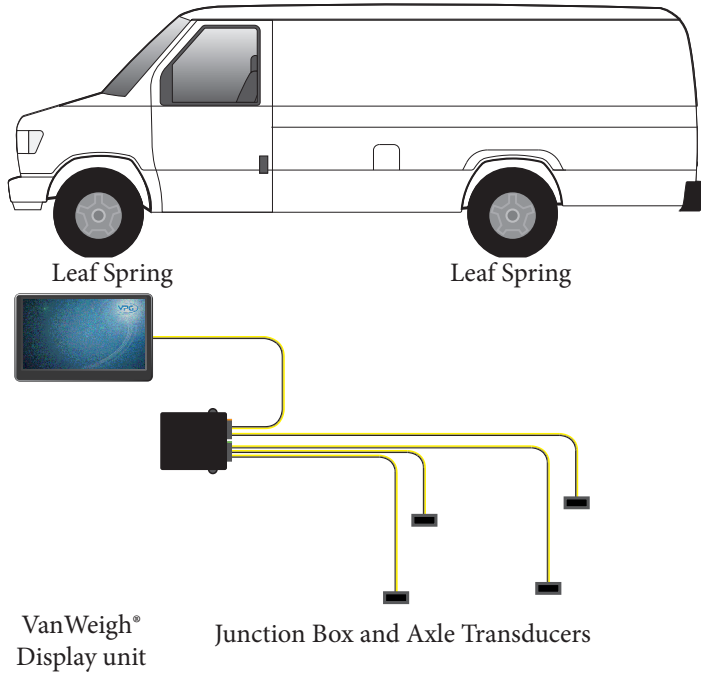 Leaf Spring
Leaf Spring
VPG
VanWeigh®
Display unit
Junction Box and Axle Transducers